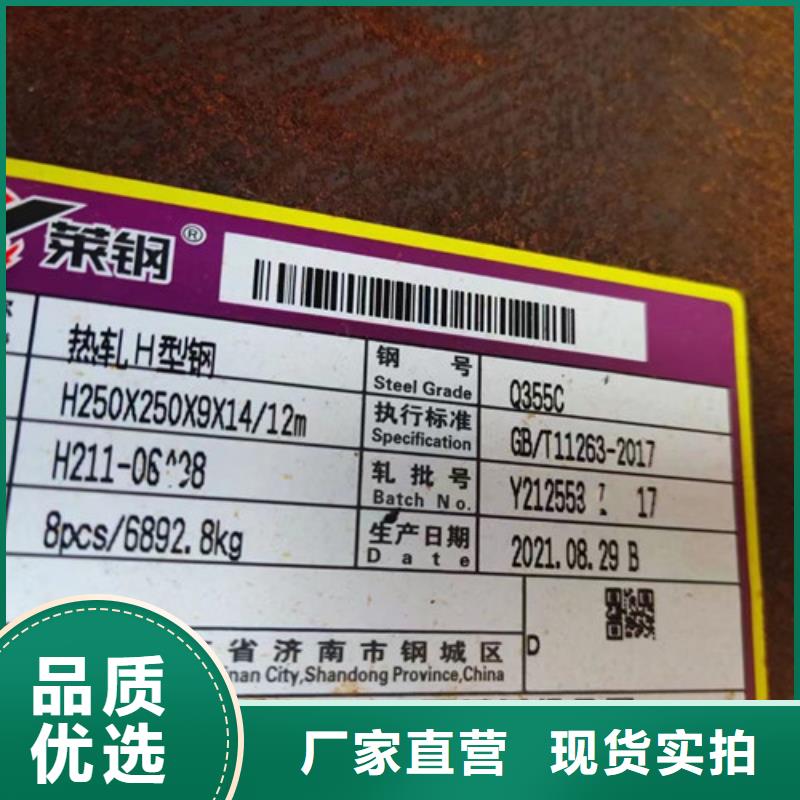 莱钢®
热轧H型钢
钢 号
Steel Grade
Q355C
H250X250X9X14/12m
执行标准
Specification
GB/T11263-2017
轧批号
Batch No.
Y212553 17
8pcs/6892.8kg
生产日期
Date
2021.08.29 B
D
省济南市钢城区
City,Shandong Province,China
品质
优选
厂家直营 现货实拍